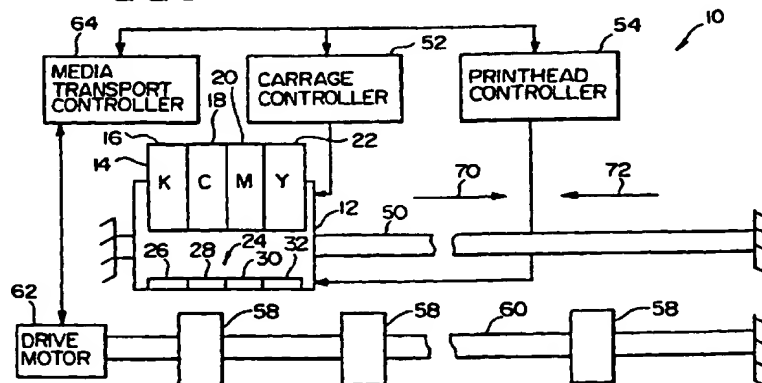 10
64
52
54
MEDIA
TRANSPORT
CONTROLLER
CARRAGE
CONTROLLER
PRINTHEAD
CONTROLLER
20
18
16
22
14
K C M Y
70
72
12
50
26 28 24 30 32
62
58
58
60
58
DRIVE
MOTOR